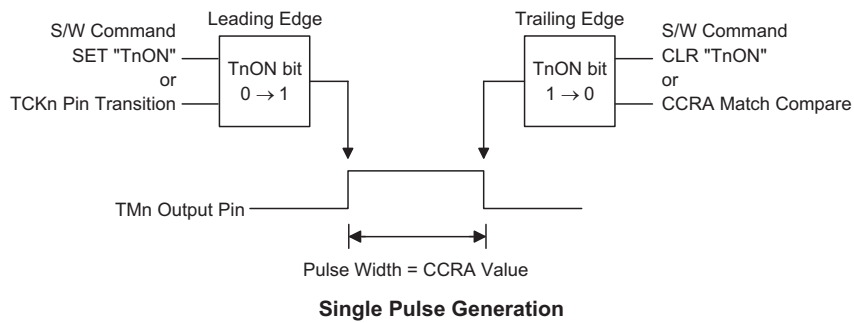 Leading Edge
S/W Command
SET "TnON"
or
TCKn Pin Transition
TnON bit
0 → 1
Trailing Edge
TnON bit
1 → 0
S/W Command
CLR "TnON"
or
CCRA Match Compare
TMn Output Pin
Pulse Width = CCRA Value
Single Pulse Generation